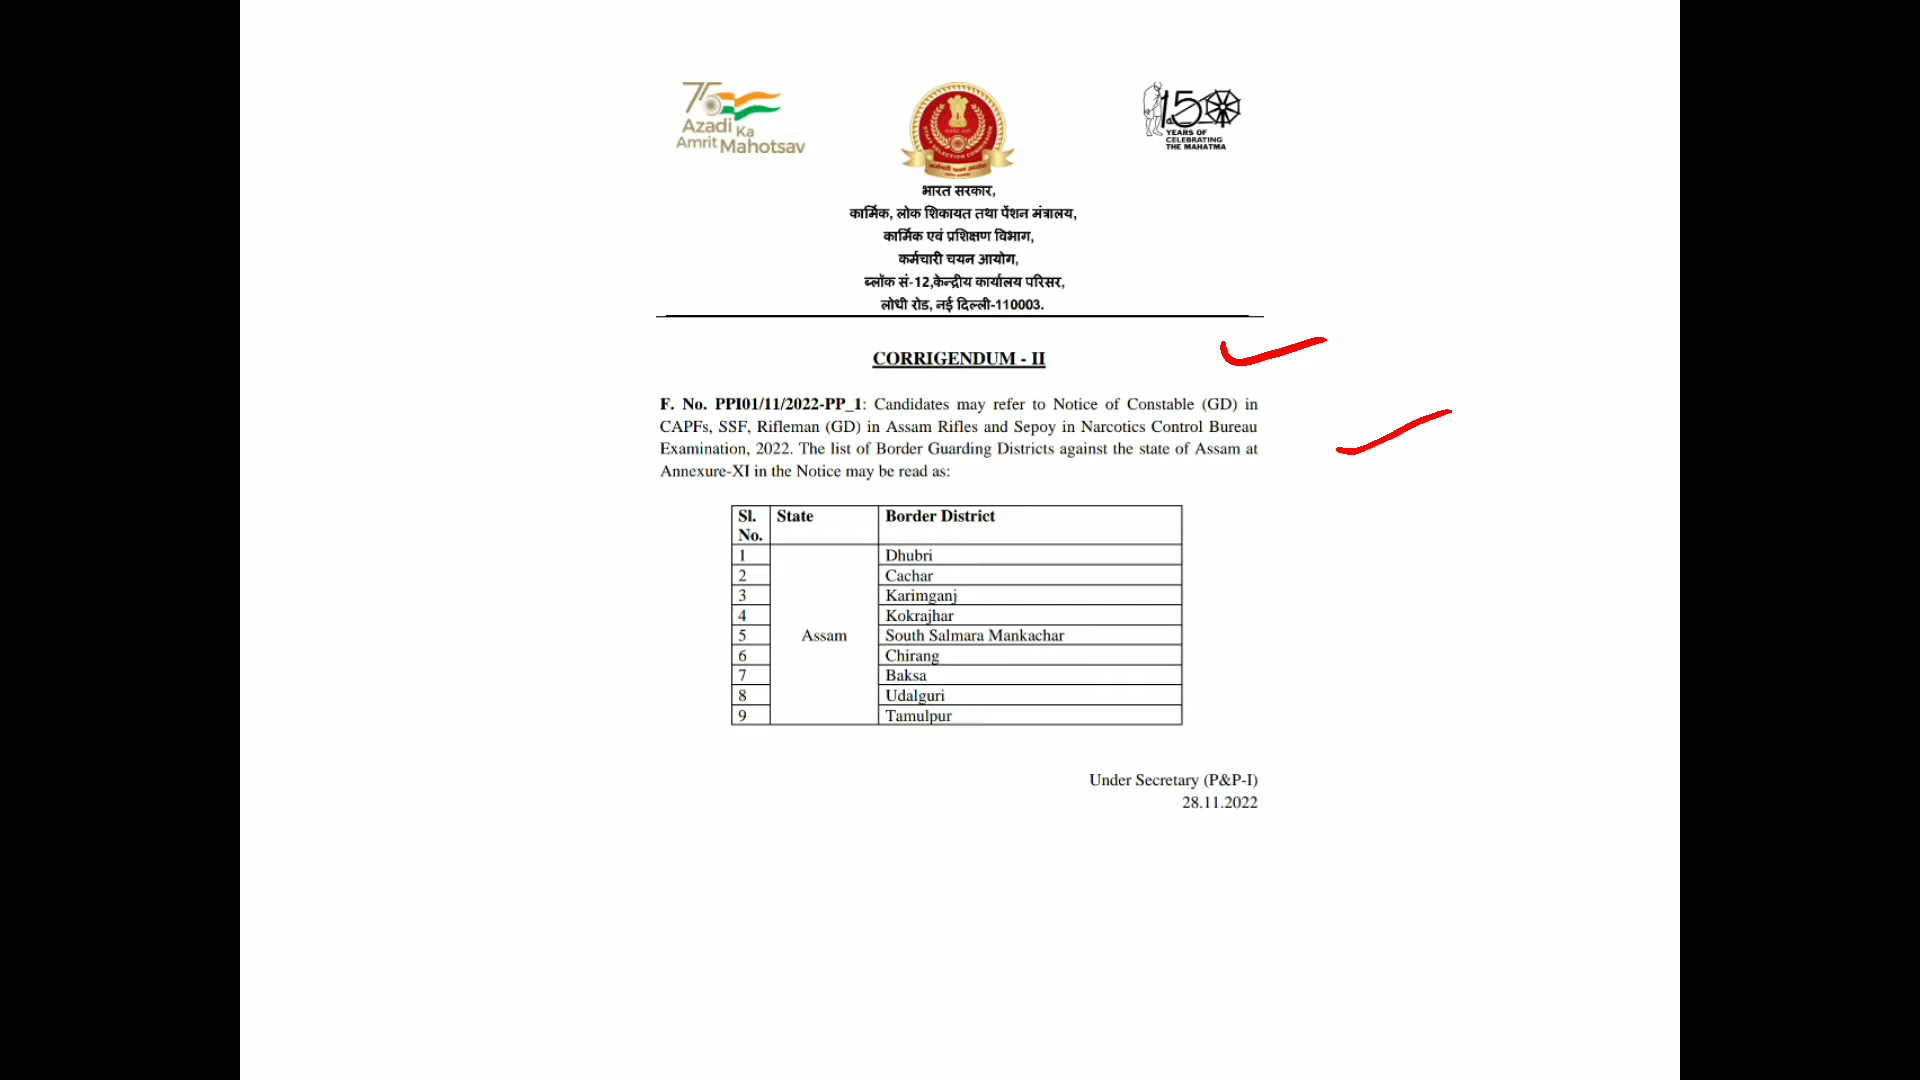 75
Azadi Ka
Amrit Mahotsav
150
YEARS OF
CELEBRATING
THE MAHATMA
भारत सरकार,
कार्मिक, लोक शिकायत तथा पेंशन मंत्रालय,
कार्मिक एवं प्रशिक्षण विभाग,
कर्मचारी चयन आयोग,
ब्लॉक सं-12,केन्द्रीय कार्यालय परिसर,
लोधी रोड, नई दिल्ली-110003.
CORRIGENDUM - II
F. No. PPI01/11/2022-PP_1: Candidates may refer to Notice of Constable (GD) in
CAPFs, SSF, Rifleman (GD) in Assam Rifles and Sepoy in Narcotics Control Bureau
Examination, 2022. The list of Border Guarding Districts against the state of Assam at
Annexure-XI in the Notice may be read as:
Sl. No. State Border District
1 Dhubri
2 Cachar
3 Karimganj
4 Kokrajhar
5 Assam South Salmara Mankachar
6 Chirang
7 Baksa
8 Udalguri
9 Tamulpur
Under Secretary (P&P-I)
28.11.2022